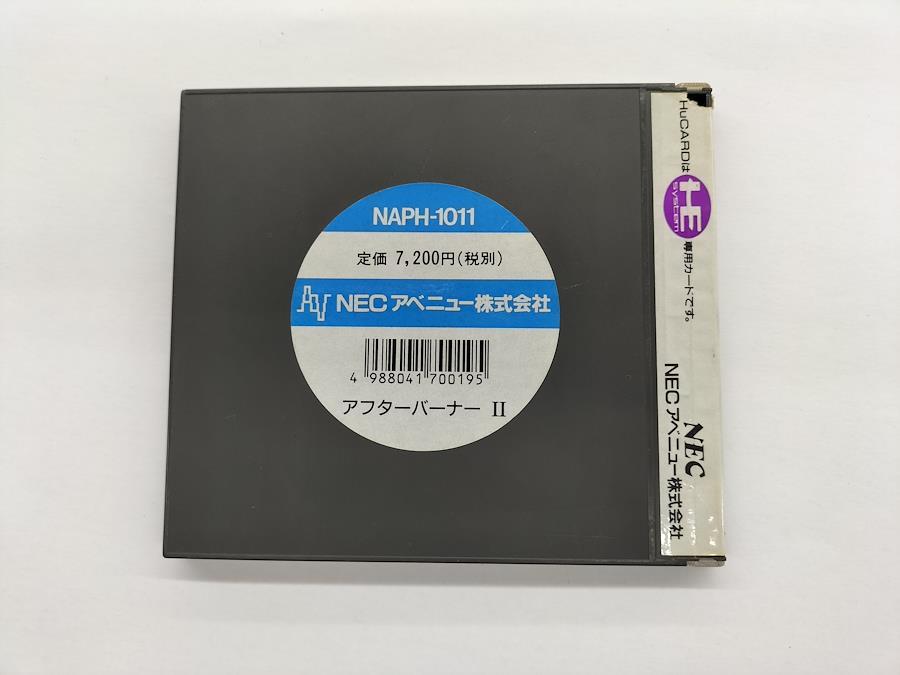 NAPH-1011
定価 7,200円(税別)
NECアベニュー株式会社
4 988041 700195
アフターバーナー II
HuCARDは
HE
system
専用カードです。
NEC
NECアベニュー株式会社